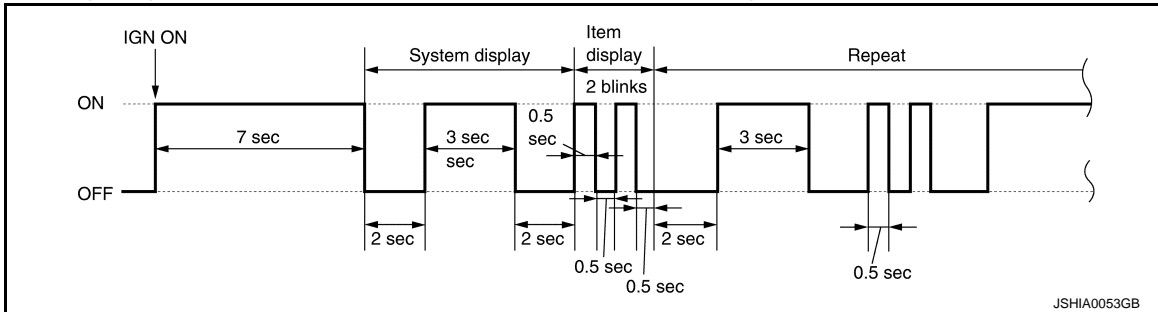 IGN ON
System display
Item
display
2 blinks
Repeat
ON
OFF
7 sec
3 sec
sec
0.5
sec
3 sec
2 sec
2 sec
0.5 sec
0.5 sec
2 sec
0.5 sec
JSHIA0053GB